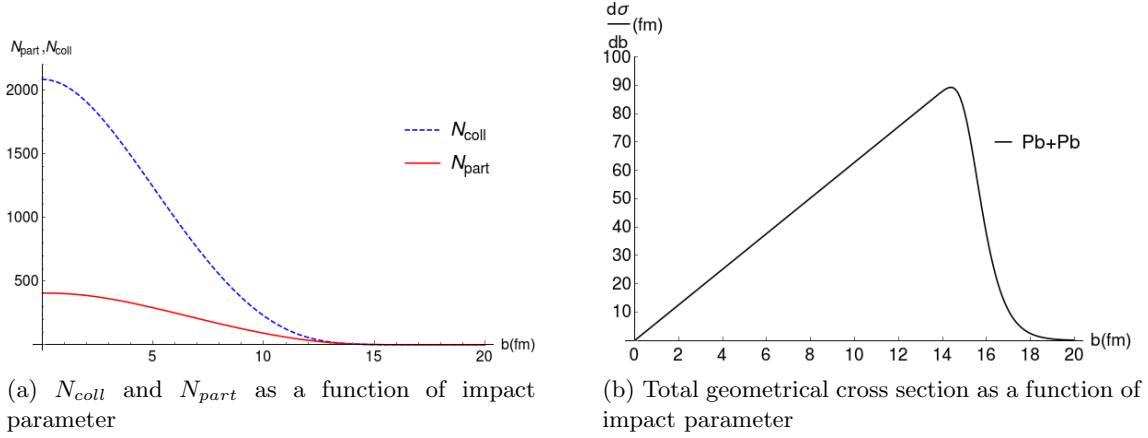 N_part, N_coll
2000
1500
1000
500
5
10
15
20
b(fm)
N_coll
N_part
(a) N_coll and N_part as a function of impact
parameter
dσ
db
(fm)
100
90
80
70
60
50
40
30
20
10
0
2
4
6
8
10
12
14
16
18
20
b(fm)
Pb+Pb
(b) Total geometrical cross section as a function of
impact parameter